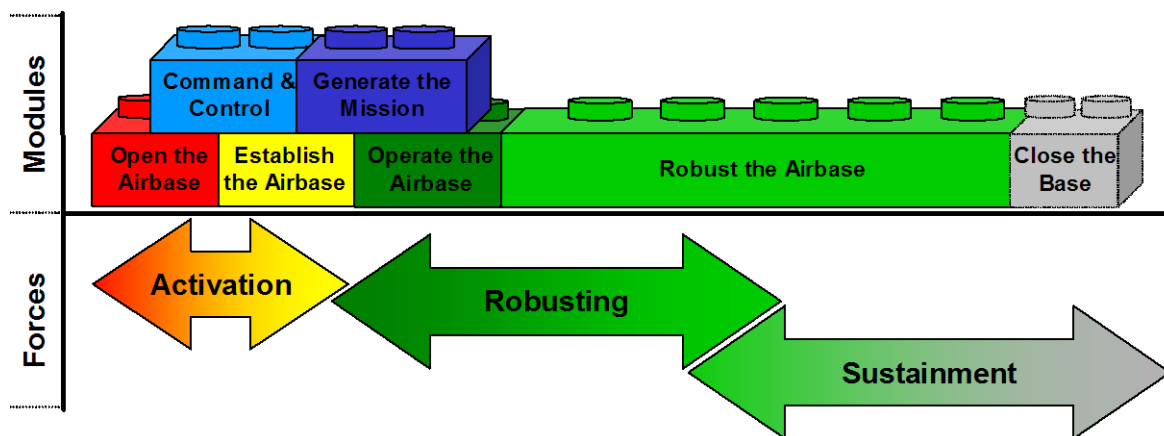 Modules
Command &
Control
Generate the
Mission
Open the
Airbase
Establish
the Airbase
Operate the
Airbase
Robust the Airbase
Close the
Base
Forces
Activation
Robusting
Sustainment